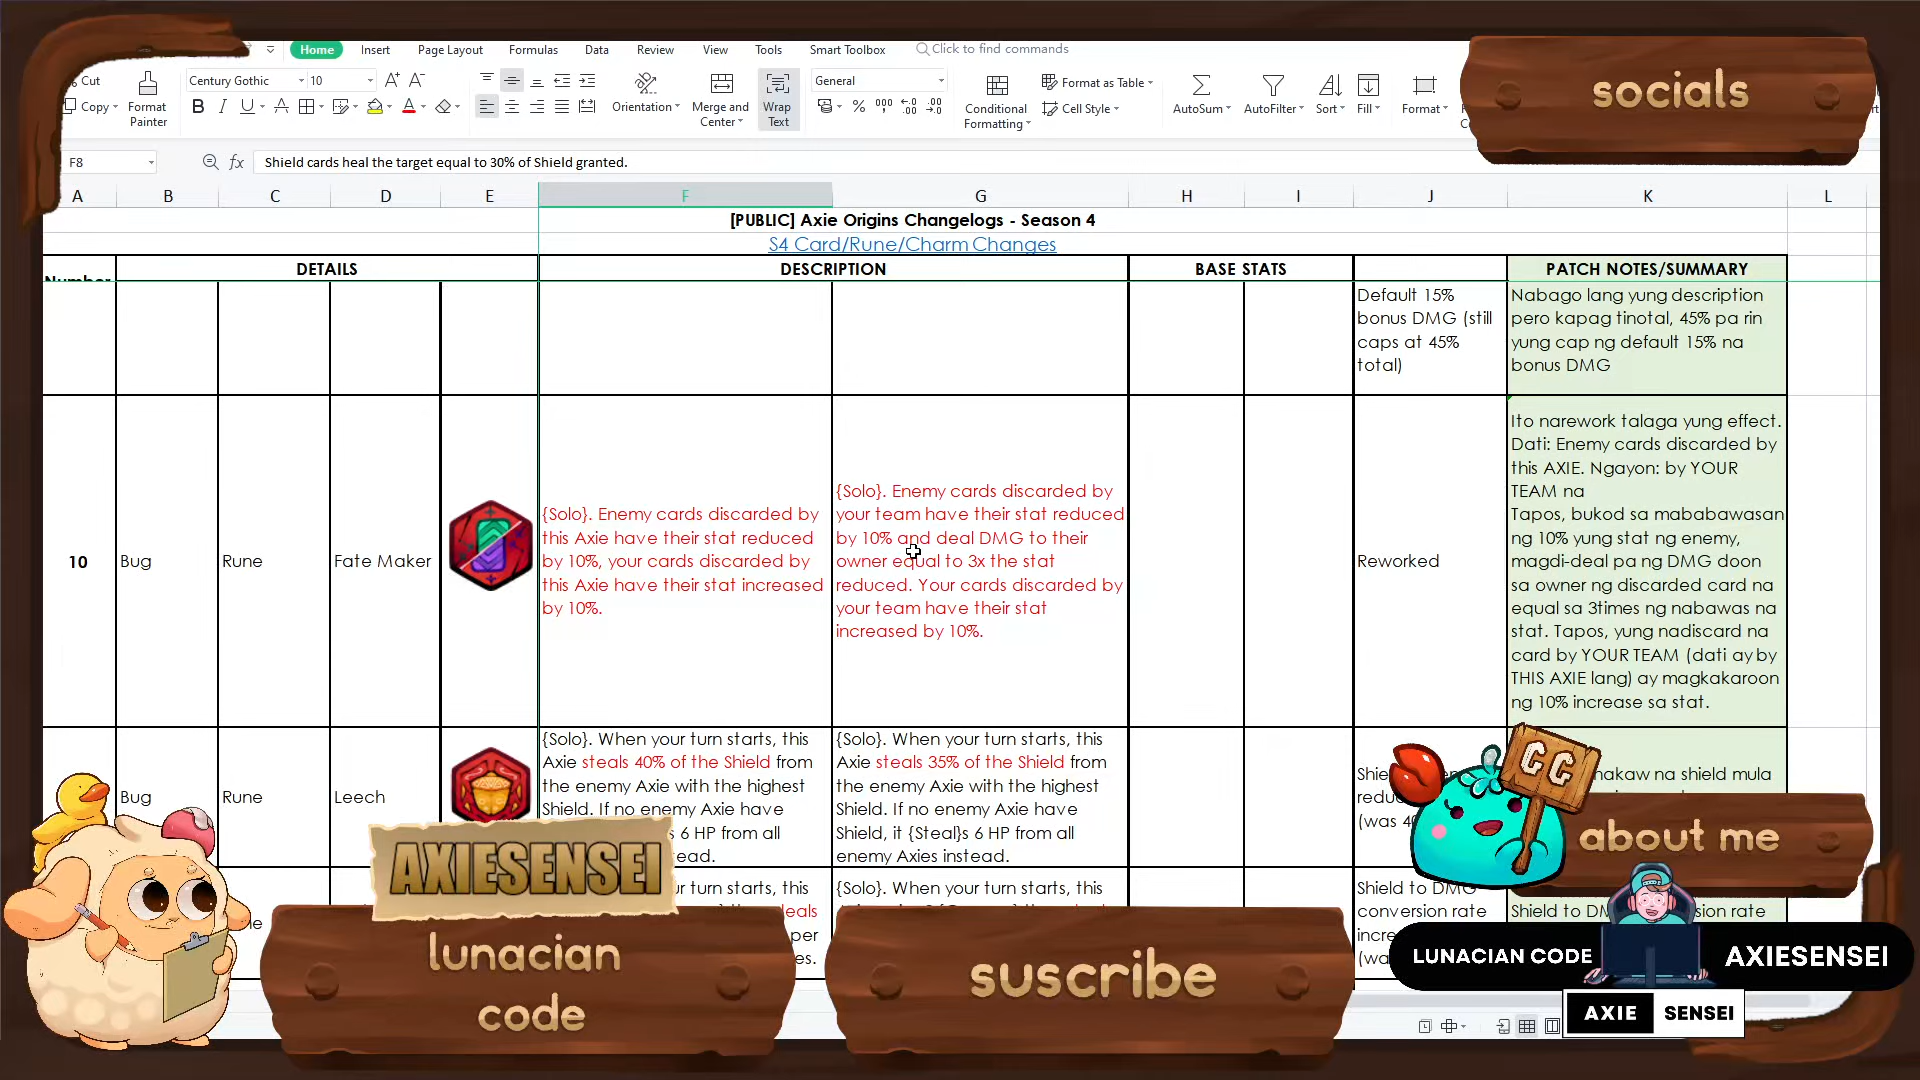 Home Insert Page Layout Formulas Data Review View Tools Smart Toolbox Click to find commands
Cut
Copy
Format
Painter
Century Gothic 10
Orientation
Merge and
Center
Wrap
Text
General
Conditional
Formatting
Format as Table
Cell Style
AutoSum
AutoFilter
Sort
Fill
Format
socials
F8
fx Shield cards heal the target equal to 30% of Shield granted.
A B C D E F G H I J K L
[PUBLIC] Axie Origins Changelogs - Season 4
S4 Card/Rune/Charm Changes
Number
DETAILS DESCRIPTION BASE STATS PATCH NOTES/SUMMARY
Default 15%
bonus DMG (still
caps at 45%
total)
Nabago lang yung description
pero kapag tinotal, 45% pa rin
yung cap ng default 15% na
bonus DMG
10
Bug
Rune
Fate Maker
{Solo}. Enemy cards discarded by
this Axie have their stat reduced
by 10%, your cards discarded by
this Axie have their stat increased
by 10%.
{Solo}. Enemy cards discarded by
your team have their stat reduced
by 10% and deal DMG to their
owner equal to 3x the stat
reduced. Your cards discarded by
your team have their stat
increased by 10%.
Reworked
Ito narework talaga yung effect.
Dati: Enemy cards discarded by
this AXIE. Ngayon: by YOUR
TEAM na
Tapos, bukod sa mababawasan
ng 10% yung stat ng enemy,
magdi-deal pa ng DMG doon
sa owner ng discarded card na
equal sa 3times ng nabawas na
stat. Tapos, yung nadiscard na
card by YOUR TEAM (dati ay by
THIS AXIE lang) ay magkakaroon
ng 10% increase sa stat.
Bug
Rune
Leech
{Solo}. When your turn starts, this
Axie steals 40% of the Shield from
the enemy Axie with the highest
Shield. If no enemy Axie have
6 HP from all
{Solo}. When your turn starts, this
Axie steals 35% of the Shield from
the enemy Axie with the highest
Shield. If no enemy Axie have
Shield, it {Steal}s 6 HP from all
enemy Axies instead.
na shield mula
turn starts, this
per
{Solo}. When your turn starts, this
Shield to DMG
conversion rate
Shield to
rate
AXIESENSEI
lunacian
code
suscribe
GG
about me
LUNACIAN CODE
AXIESENSEI
AXIE SENSEI